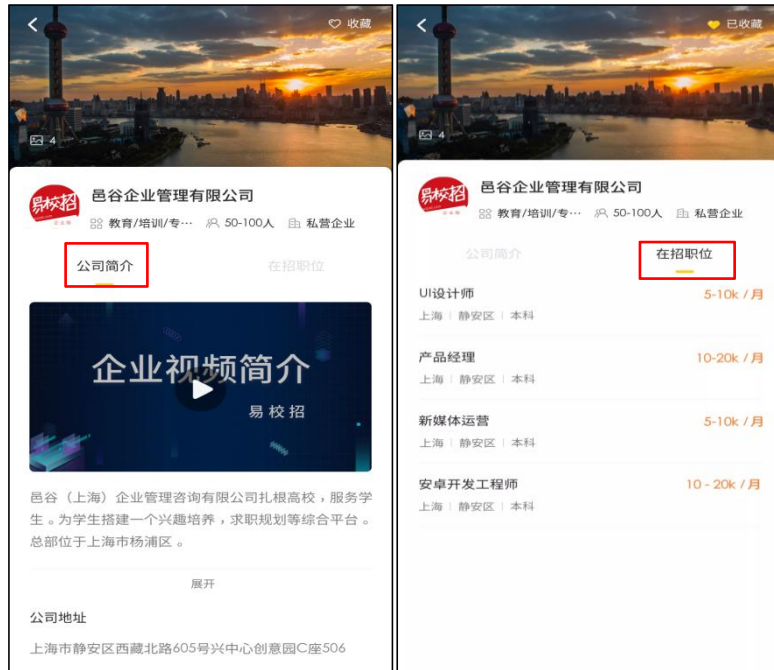 收藏
4
易校招
企业版
邑谷企业管理有限公司
教育/培训/专… 50-100人 私营企业
公司简介 在招职位
企业视频简介
易校招
邑谷（上海）企业管理咨询有限公司扎根高校，服务学
生。为学生搭建一个兴趣培养，求职规划等综合平台。
总部位于上海市杨浦区。
展开
公司地址
上海市静安区西藏北路605号兴中心创意园C座506
已收藏
4
易校招
企业版
邑谷企业管理有限公司
教育/培训/专… 50-100人 私营企业
公司简介 在招职位
UI设计师 5-10k /月
上海 | 静安区 | 本科
产品经理 10-20k /月
上海 | 静安区 | 本科
新媒体运营 5-10k /月
上海 | 静安区 | 本科
安卓开发工程师 10 - 20k /月
上海 | 静安区 | 本科